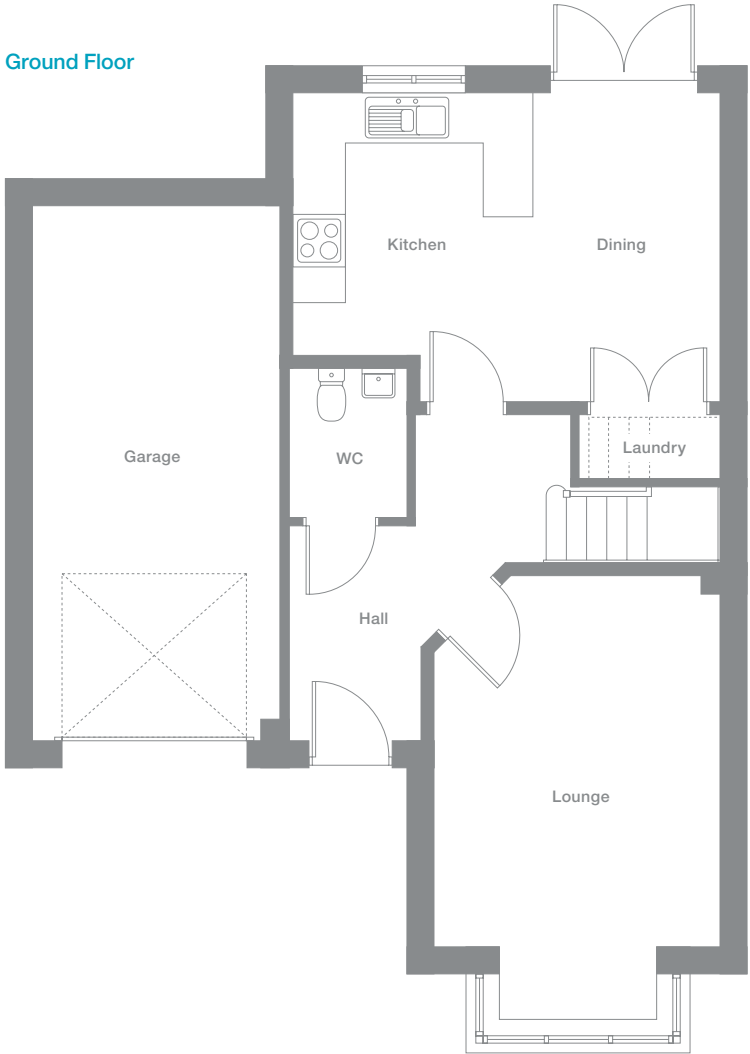 Ground Floor
Kitchen
Dining
Garage
WC
Laundry
Hall
Lounge